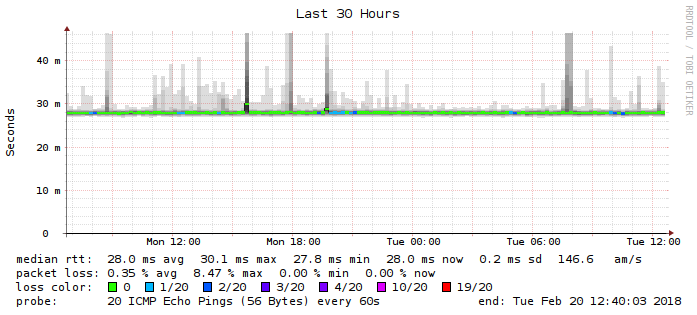 Last 30 Hours
RRDTOOL / TOBI OETIKER
Seconds
40 m
30 m
20 m
10 m
0
Mon 12:00 Mon 18:00 Tue 00:00 Tue 06:00 Tue 12:00
median rtt: 28.0 ms avg 30.1 ms max 27.8 ms min 28.0 ms now 0.2 ms sd 146.6 am/s
packet loss: 0.35 % avg 8.47 % max 0.00 % min 0.00 % now
loss color: 0 1/20 2/20 3/20 4/20 10/20 19/20
probe: 20 ICMP Echo Pings (56 Bytes) every 60s end: Tue Feb 20 12:40:03 2018